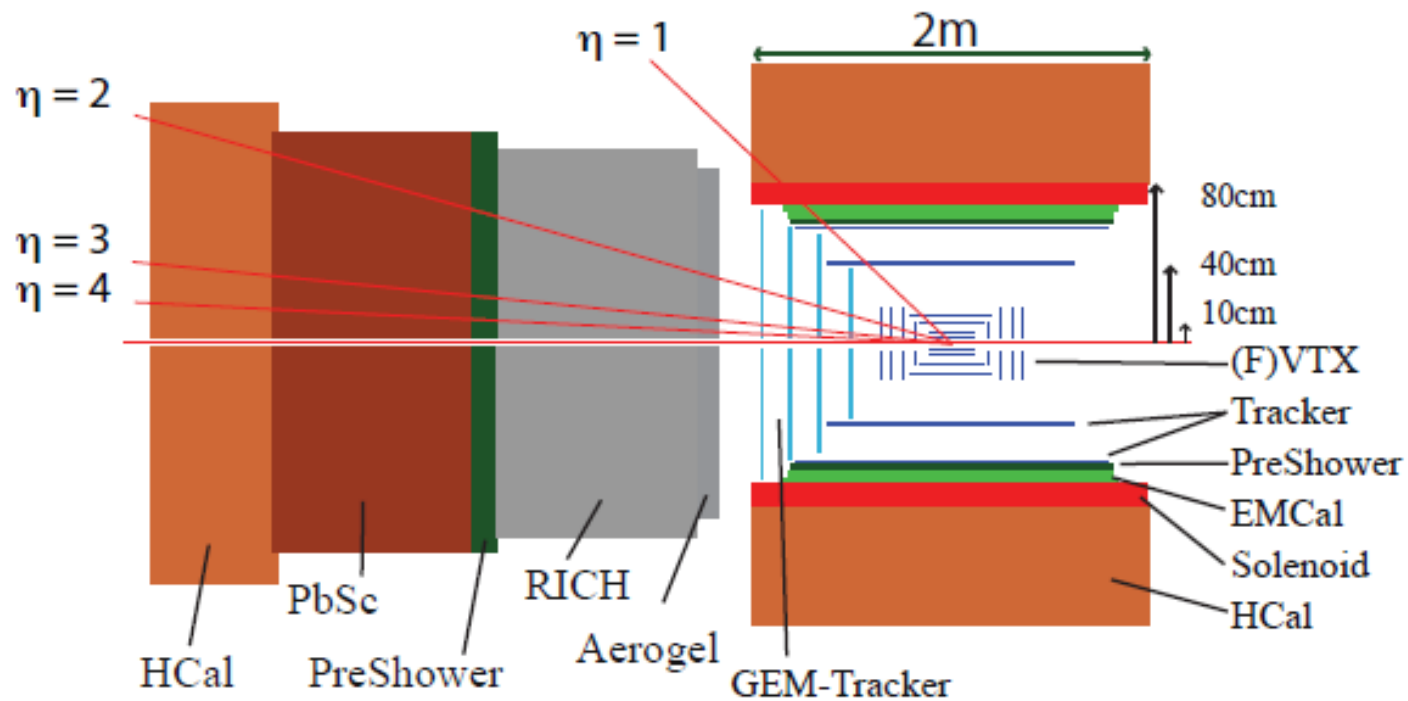 η = 1
2m
η = 2
80cm
η = 3
40cm
η = 4
10cm
(F)VTX
Tracker
PreShower
EMCal
Solenoid
HCal
PbSc
RICH
Aerogel
HCal
PreShower
GEM-Tracker